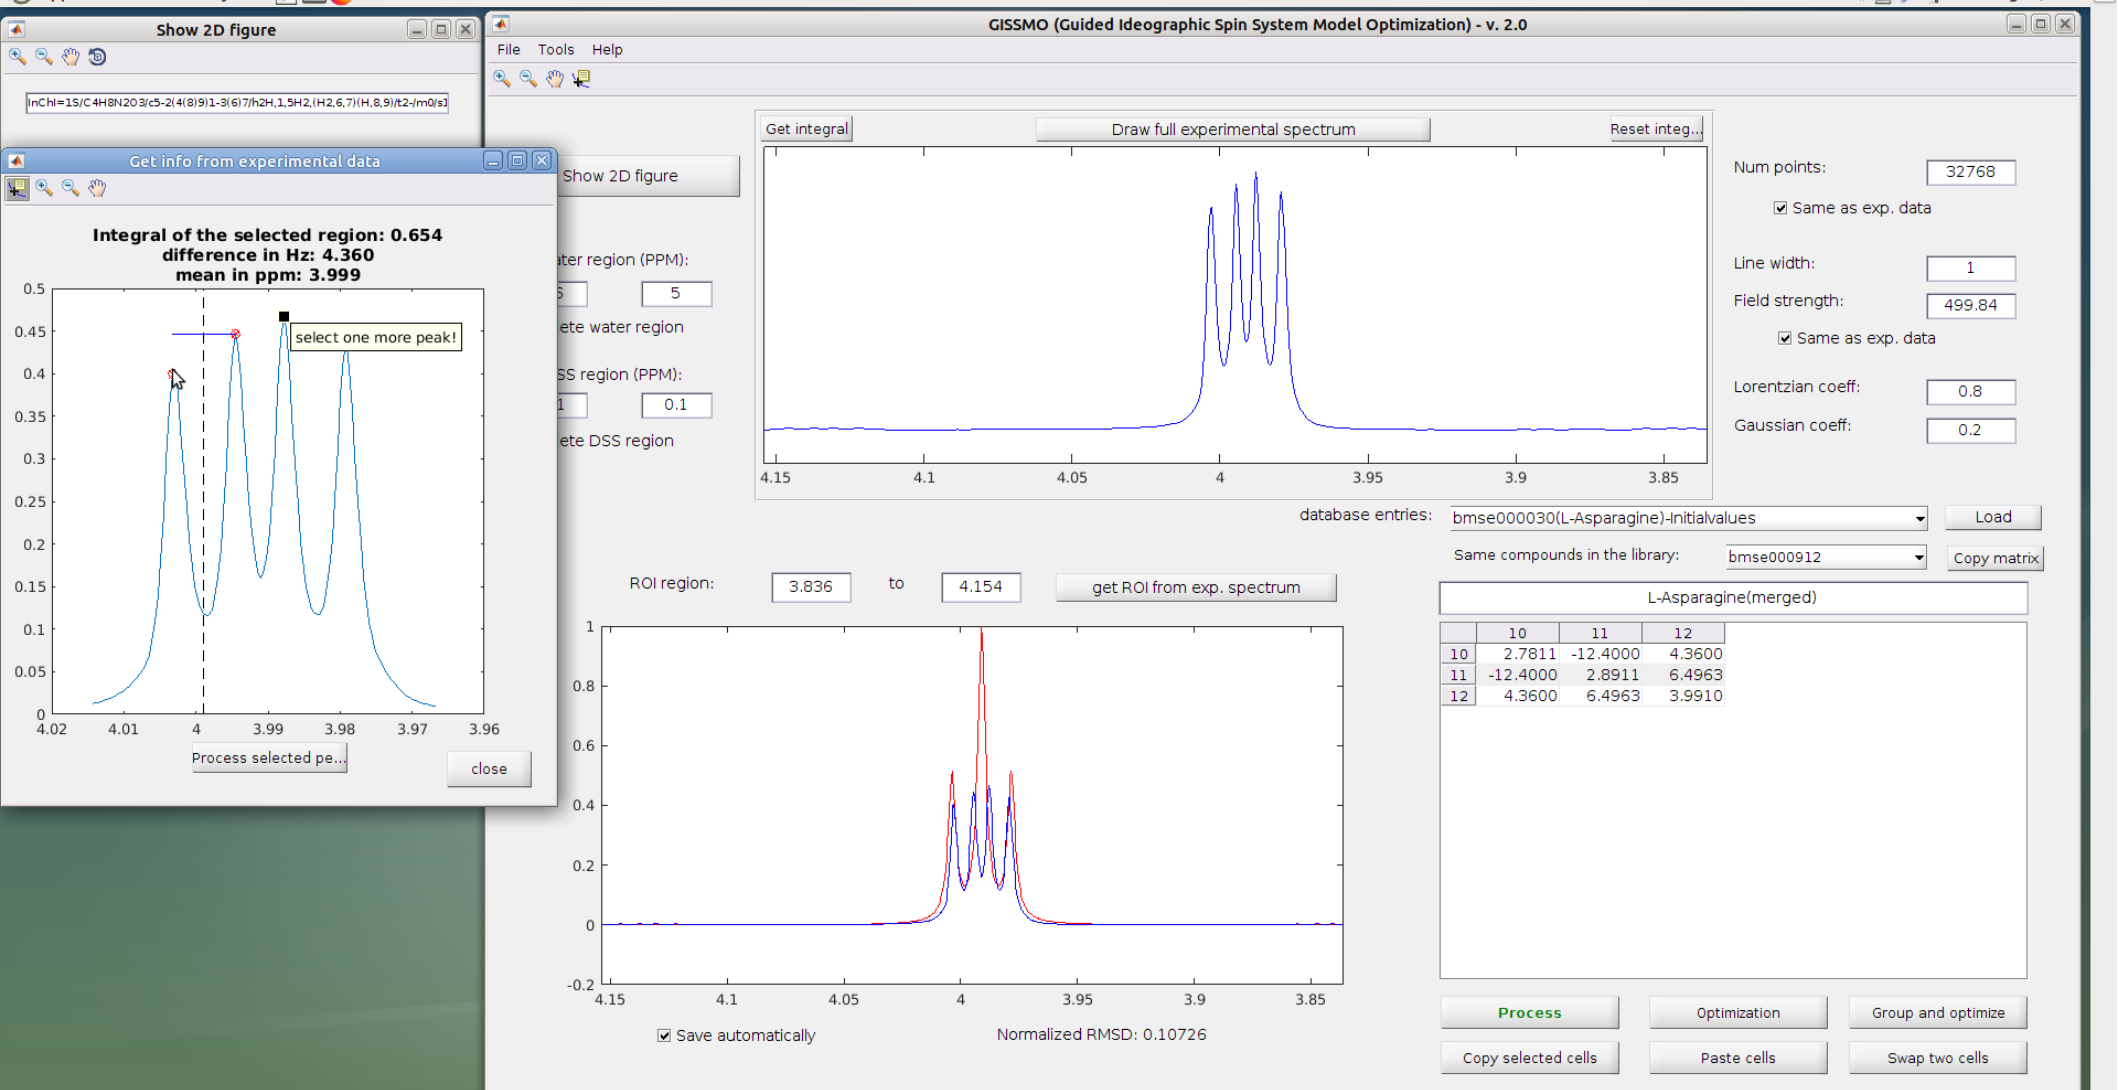 Show 2D figure
InChI=1S/C4H8N2O3/c5-2(4(8)9)1-3(6)7/h2H,1,5H2,(H2,6,7)(H,8,9)/t2-/m0/s1
Get info from experimental data
Integral of the selected region: 0.654
difference in Hz: 4.360
mean in ppm: 3.999
0.5
0.45
0.4
0.35
0.3
0.25
0.2
0.15
0.1
0.05
0
select one more peak!
4.02 4.01 4 3.99 3.98 3.97 3.96
Process selected pe...
close
GISSMO (Guided Ideographic Spin System Model Optimization) - v. 2.0
File Tools Help
Get integral Draw full experimental spectrum Reset integ...
Show 2D figure
ater region (PPM):
5
ete water region
SS region (PPM):
1 0.1
ete DSS region
4.15 4.1 4.05 4 3.95 3.9 3.85
Num points: 32768
Same as exp. data
Line width: 1
Field strength: 499.84
Same as exp. data
Lorentzian coeff: 0.8
Gaussian coeff: 0.2
database entries: bmse000030(L-Asparagine)-Initialvalues Load
Same compounds in the library: bmse000912 Copy matrix
ROI region: 3.836 to 4.154 get ROI from exp. spectrum
L-Asparagine(merged)
10 11 12
10 2.7811 -12.4000 4.3600
11 -12.4000 2.8911 6.4963
12 4.3600 6.4963 3.9910
1
0.8
0.6
0.4
0.2
0
-0.2
4.15 4.1 4.05 4 3.95 3.9 3.85
Save automatically Normalized RMSD: 0.10726
Process Optimization Group and optimize
Copy selected cells Paste cells Swap two cells